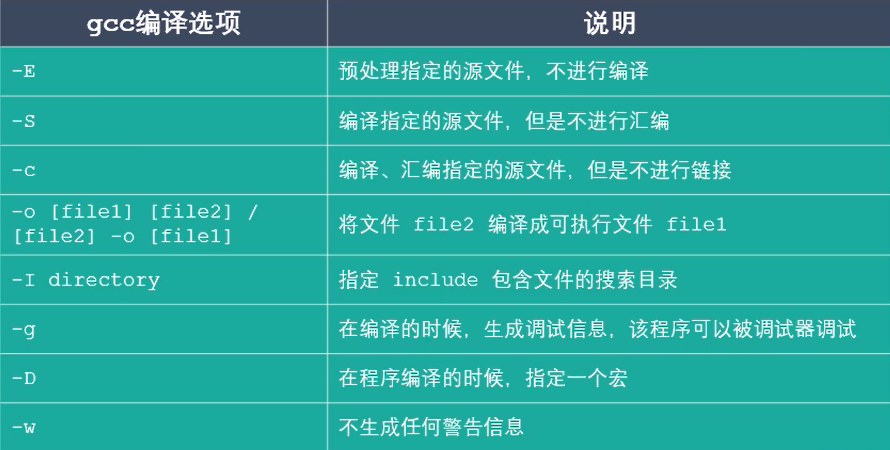 gcc编译选项 说明
-E 预处理指定的源文件，不进行编译
-S 编译指定的源文件，但是不进行汇编
-c 编译、汇编指定的源文件，但是不进行链接
-o [file1] [file2] /
[file2] -o [file1] 将文件 file2 编译成可执行文件 file1
-I directory 指定 include 包含文件的搜索目录
-g 在编译的时候，生成调试信息，该程序可以被调试器调试
-D 在程序编译的时候，指定一个宏
-w 不生成任何警告信息